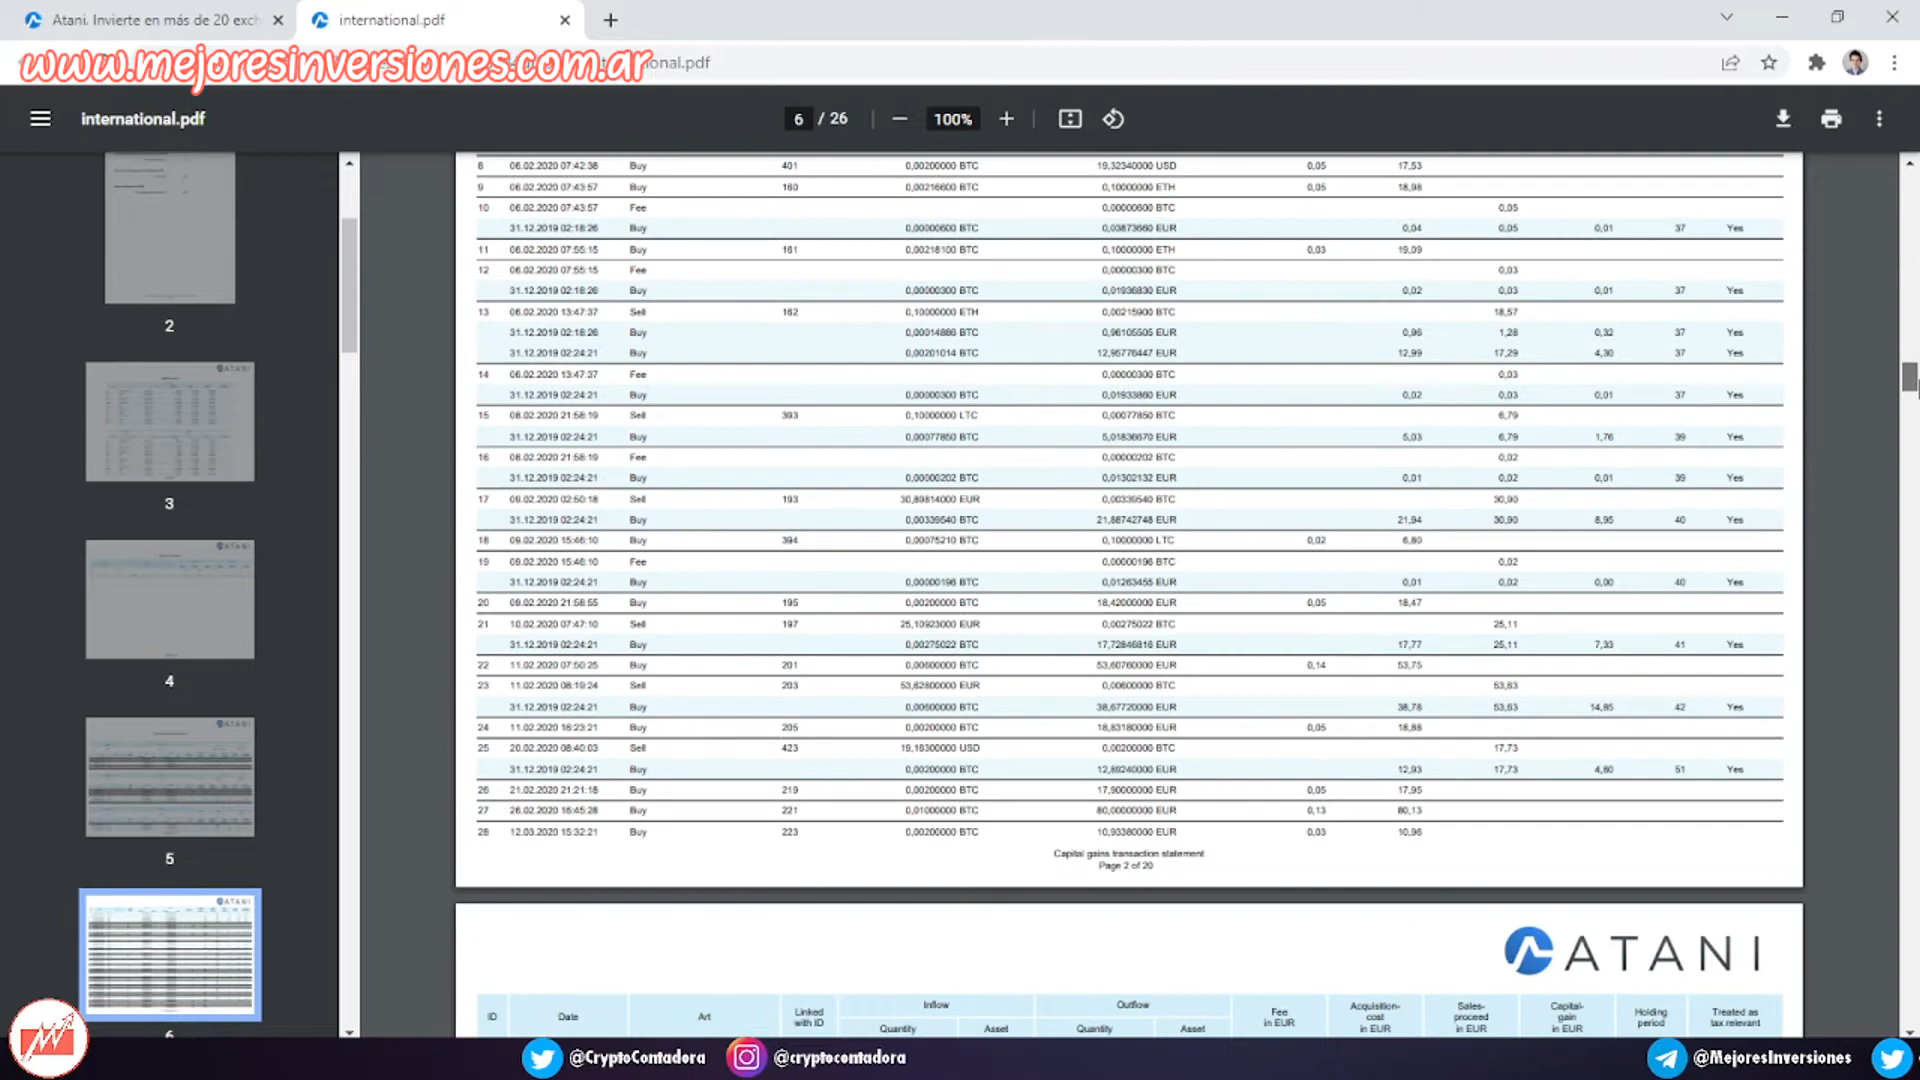 Atani. Invierte en más de 20 exch
international.pdf
www.mejoresinversiones.com.ar
international.pdf
6 / 26
100%
8 06.02.2020 07:42:38 Buy 401 0,00200000 BTC 19,32340000 USD 0,05 17,53
9 06.02.2020 07:43:57 Buy 160 0,00216600 BTC 0,10000000 ETH 0,05 18,98
10 06.02.2020 07:43:57 Fee 0,00000600 BTC 0,05
31.12.2019 02:18:26 Buy 0,00000600 BTC 0,03873660 EUR 0,04 0,05 0,01 37 Yes
11 06.02.2020 07:55:15 Buy 161 0,00218100 BTC 0,10000000 ETH 0,03 19,09
12 06.02.2020 07:55:15 Fee 0,00000300 BTC 0,03
31.12.2019 02:18:26 Buy 0,00000300 BTC 0,01936830 EUR 0,02 0,03 0,01 37 Yes
13 06.02.2020 13:47:37 Sell 162 0,10000000 ETH 0,00215900 BTC 18,57
31.12.2019 02:18:26 Buy 0,00014886 BTC 0,96105505 EUR 0,96 1,28 0,32 37 Yes
31.12.2019 02:24:21 Buy 0,00201014 BTC 12,95776447 EUR 12,99 17,29 4,30 37 Yes
14 06.02.2020 13:47:37 Fee 0,00000300 BTC 0,03
31.12.2019 02:24:21 Buy 0,00000300 BTC 0,01933860 EUR 0,02 0,03 0,01 37 Yes
15 08.02.2020 21:58:19 Sell 393 0,10000000 LTC 0,00077850 BTC 6,79
31.12.2019 02:24:21 Buy 0,00077850 BTC 5,01836670 EUR 5,03 6,79 1,76 39 Yes
16 08.02.2020 21:58:19 Fee 0,00000202 BTC 0,02
31.12.2019 02:24:21 Buy 0,00000202 BTC 0,01302132 EUR 0,01 0,02 0,01 39 Yes
17 09.02.2020 02:50:18 Sell 193 30,89814000 EUR 0,00339540 BTC 30,90
31.12.2019 02:24:21 Buy 0,00339540 BTC 21,88742748 EUR 21,94 30,90 8,95 40 Yes
18 09.02.2020 15:46:10 Buy 394 0,00075210 BTC 0,10000000 LTC 0,02 6,80
19 09.02.2020 15:46:10 Fee 0,00000196 BTC 0,02
31.12.2019 02:24:21 Buy 0,00000196 BTC 0,01263455 EUR 0,01 0,02 0,00 40 Yes
20 09.02.2020 21:58:55 Buy 195 0,00200000 BTC 18,42000000 EUR 0,05 18,47
21 10.02.2020 07:47:10 Sell 197 25,10923000 EUR 0,00275022 BTC 25,11
31.12.2019 02:24:21 Buy 0,00275022 BTC 17,72846816 EUR 17,77 25,11 7,33 41 Yes
22 11.02.2020 07:50:25 Buy 201 0,00600000 BTC 53,60760000 EUR 0,14 53,75
23 11.02.2020 08:19:24 Sell 203 53,62800000 EUR 0,00600000 BTC 53,63
31.12.2019 02:24:21 Buy 0,00600000 BTC 38,67720000 EUR 38,78 53,63 14,85 42 Yes
24 11.02.2020 16:23:21 Buy 205 0,00200000 BTC 18,83180000 EUR 0,05 18,88
25 20.02.2020 08:40:03 Sell 423 19,16300000 USD 0,00200000 BTC 17,73
31.12.2019 02:24:21 Buy 0,00200000 BTC 12,89240000 EUR 12,93 17,73 4,80 51 Yes
26 21.02.2020 21:21:18 Buy 219 0,00200000 BTC 17,90000000 EUR 0,05 17,95
27 26.02.2020 16:45:28 Buy 221 0,01000000 BTC 80,00000000 EUR 0,13 80,13
28 12.03.2020 15:32:21 Buy 223 0,00200000 BTC 10,93380000 EUR 0,03 10,96
Capital gains transaction statement
Page 2 of 20
ATANI
ID Date Art Linked with ID Inflow Quantity Asset Outflow Quantity Asset Fee in EUR Acquisition-cost in EUR Sales-proceed in EUR Capital-gain in EUR Holding period Treated as tax relevant
2
ATANI
3
ATANI
4
ATANI
5
ATANI
@CryptoContadora
@cryptocontadora
@MejoresInversiones